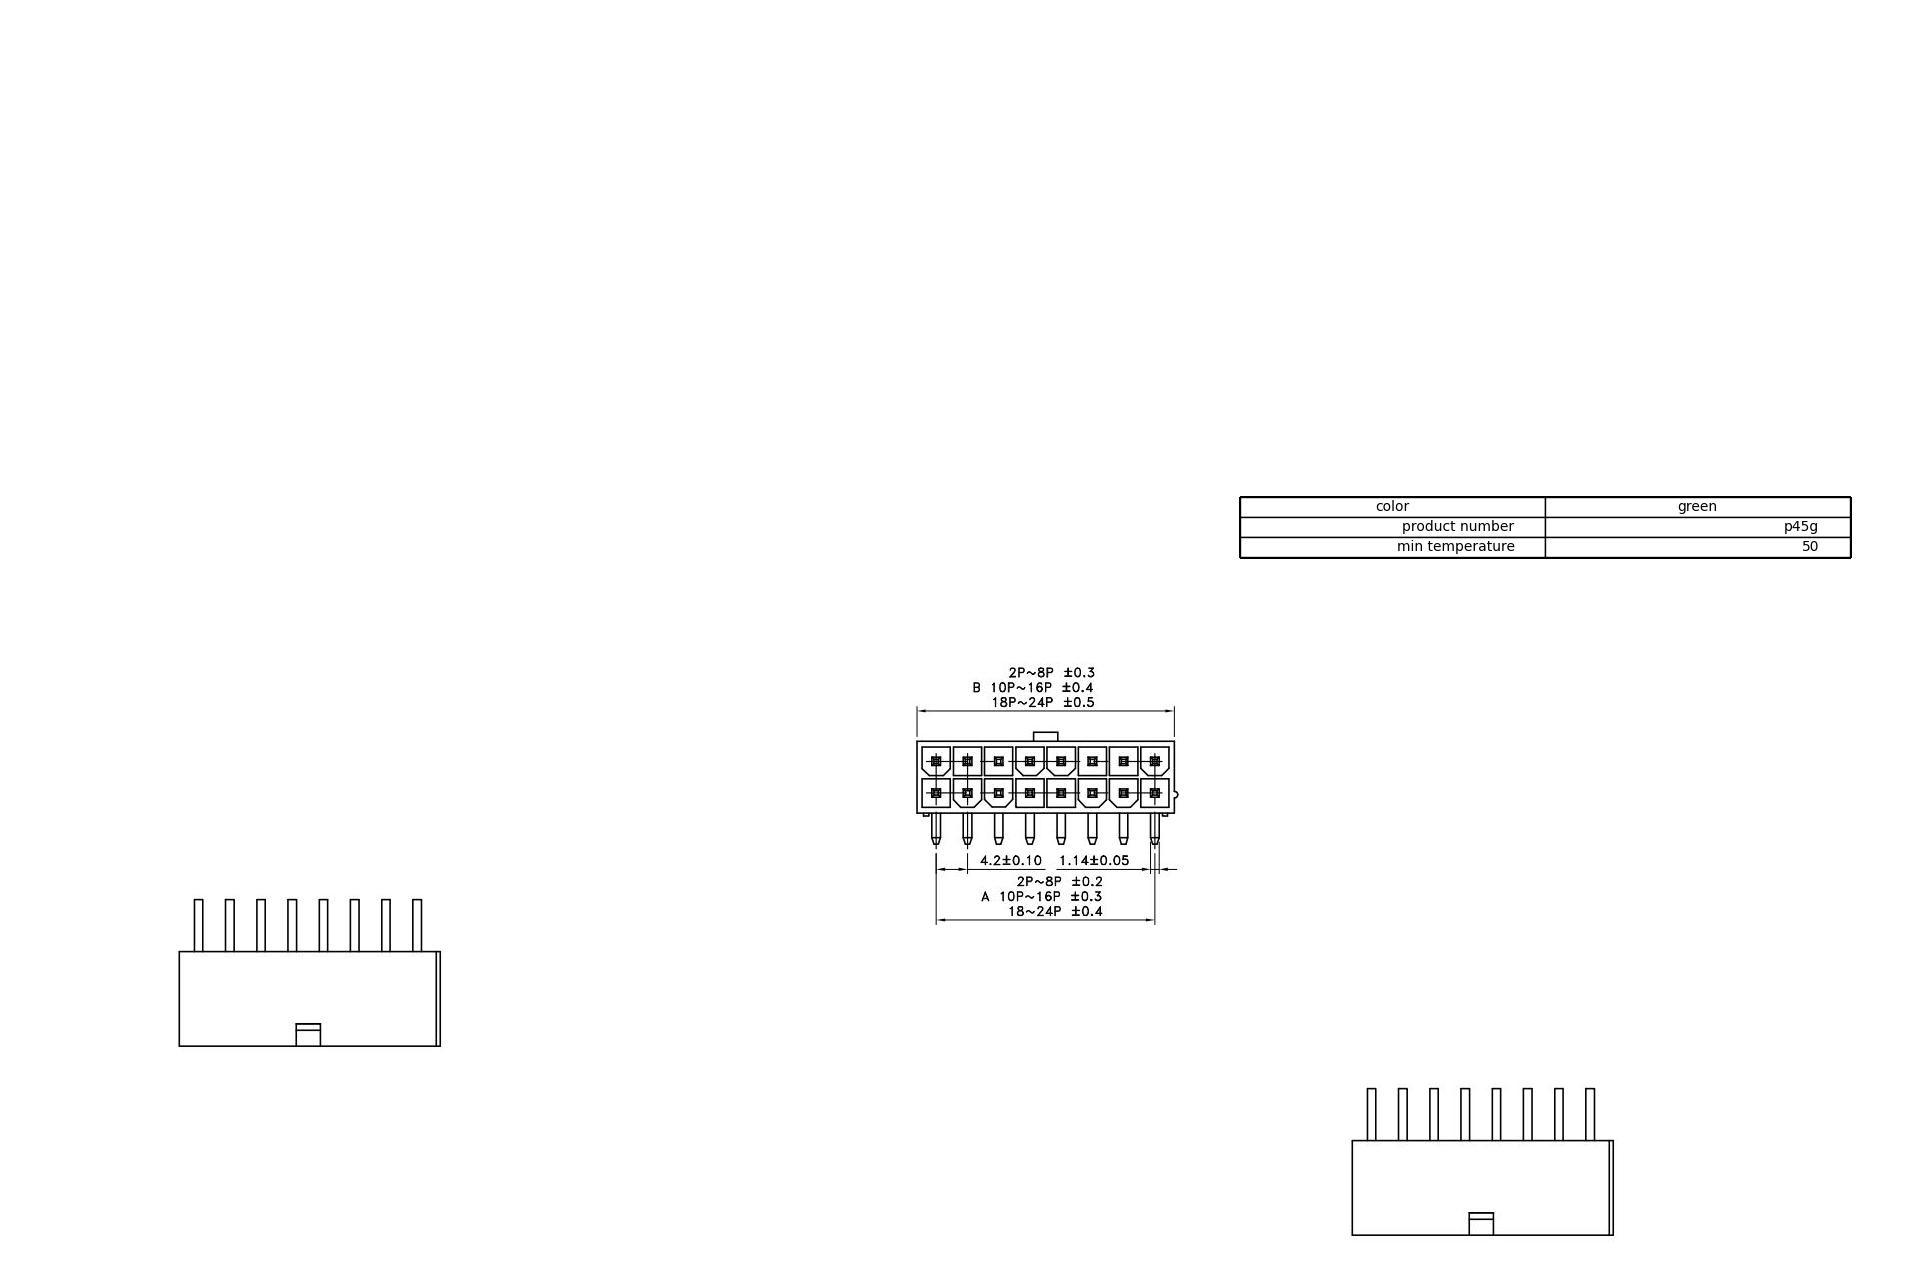 color green
product number p45g
min temperature 50
2P~8P ±0.3
B 10P~16P ±0.4
18P~24P ±0.5
4.2±0.10 1.14±0.05
2P~8P ±0.2
A 10P~16P ±0.3
18~24P ±0.4